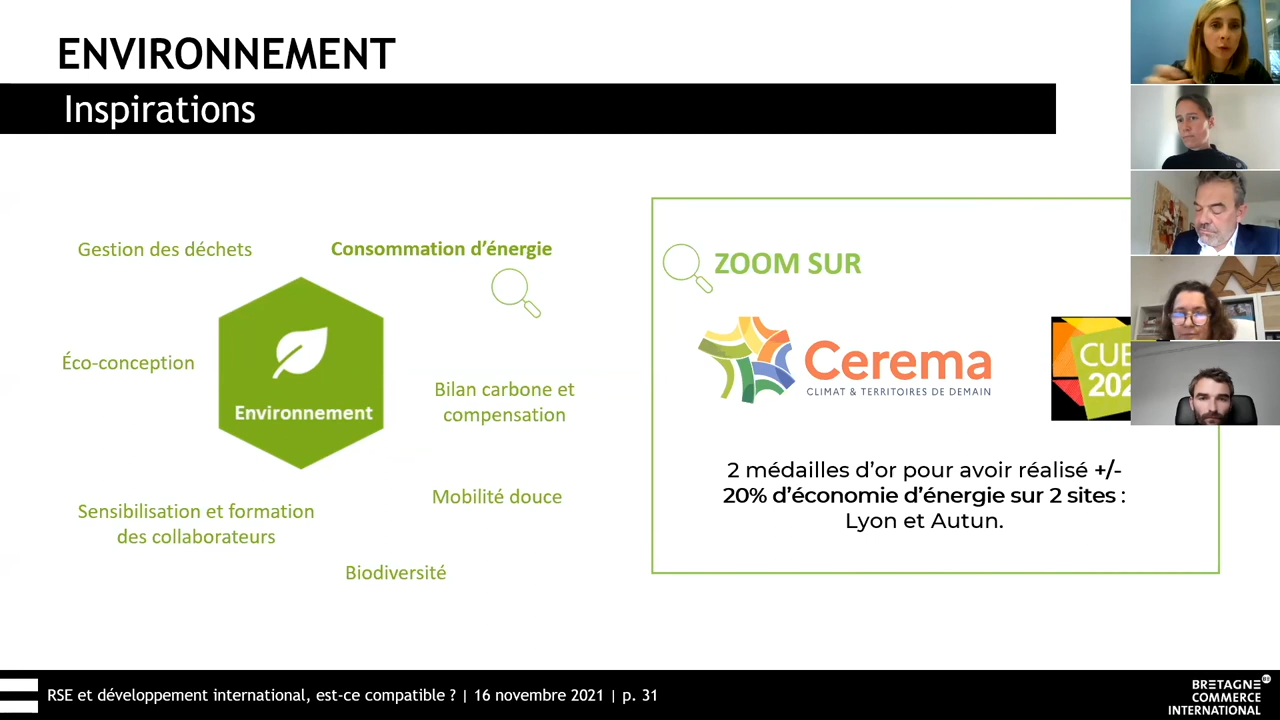 ENVIRONNEMENT
Inspirations
Gestion des déchets
Consommation d'énergie
Éco-conception
Environnement
Bilan carbone et
compensation
Mobilité douce
Sensibilisation et formation
des collaborateurs
Biodiversité
ZOOM SUR
Cerema
CLIMAT & TERRITOIRES DE DEMAIN
2 médailles d'or pour avoir réalisé +/-
20% d'économie d'énergie sur 2 sites :
Lyon et Autun.
RSE et développement international, est-ce compatible ? | 16 novembre 2021 | p. 31
BRETAGNE
COMMERCE
INTERNATIONAL